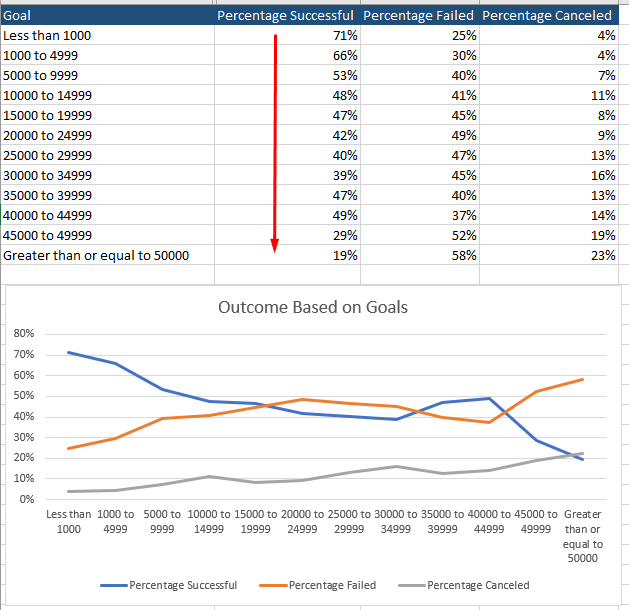 Goal Percentage Successful Percentage Failed Percentage Canceled
Less than 1000 71% 25% 4%
1000 to 4999 66% 30% 4%
5000 to 9999 53% 40% 7%
10000 to 14999 48% 41% 11%
15000 to 19999 47% 45% 8%
20000 to 24999 42% 49% 9%
25000 to 29999 40% 47% 13%
30000 to 34999 39% 45% 16%
35000 to 39999 47% 40% 13%
40000 to 44999 49% 37% 14%
45000 to 49999 29% 52% 19%
Greater than or equal to 50000 19% 58% 23%
Outcome Based on Goals
80%
70%
60%
50%
40%
30%
20%
10%
0%
Less than 1000 to 5000 to 10000 to 15000 to 20000 to 25000 to 30000 to 35000 to 40000 to 45000 to Greater
1000 4999 9999 14999 19999 24999 29999 34999 39999 44999 49999 than or
equal to
50000
Percentage Successful Percentage Failed Percentage Canceled